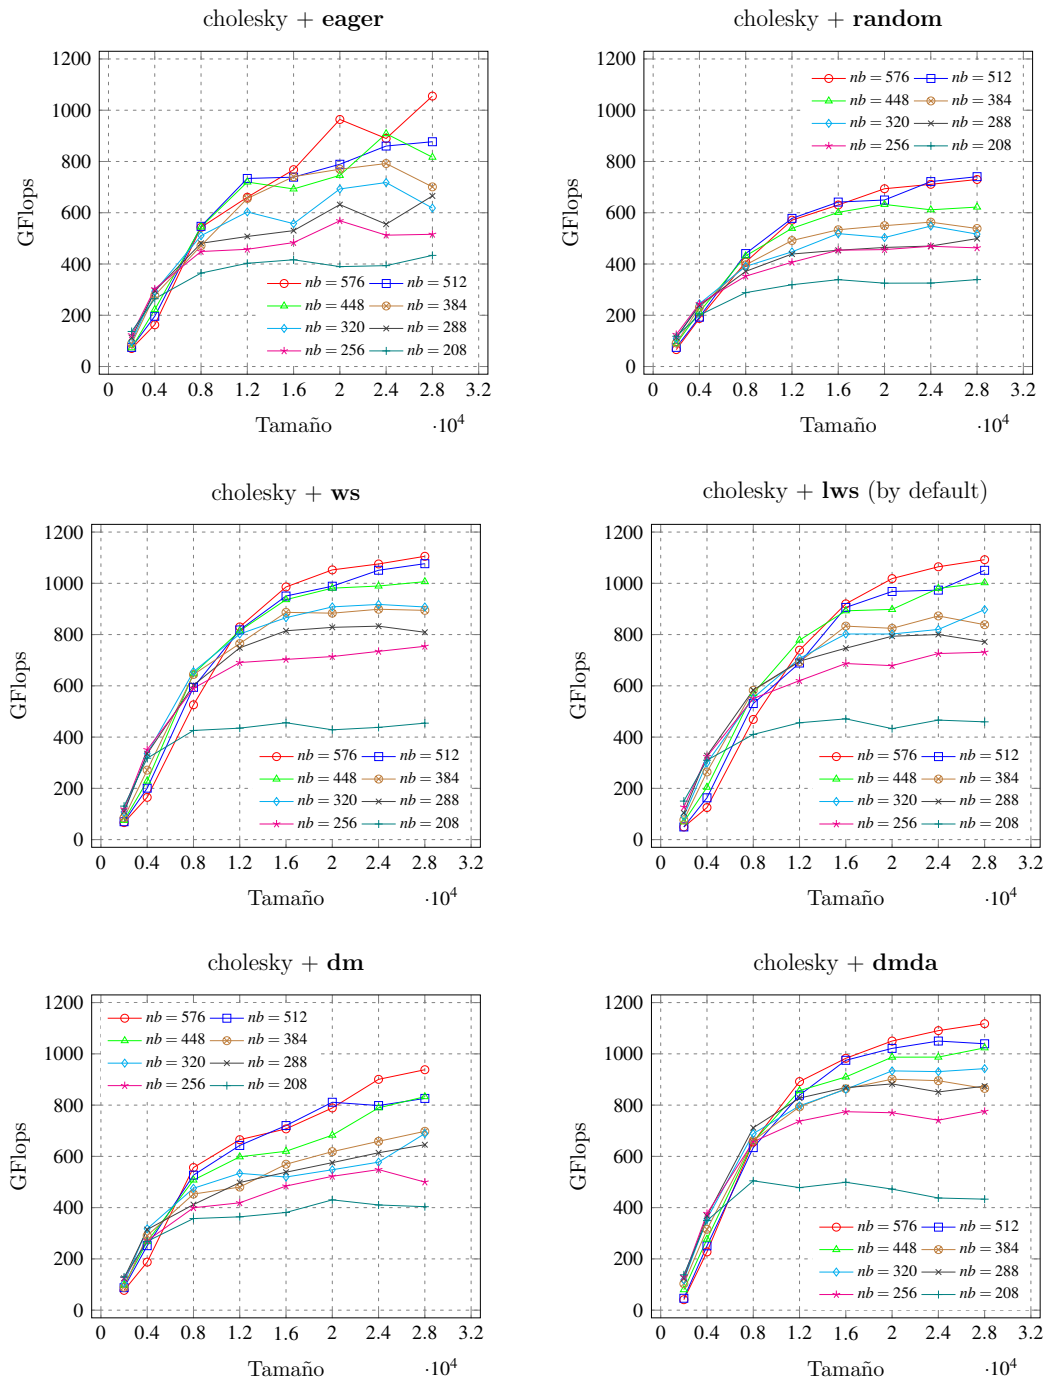 cholesky + eager
1200
1000
800
600
400
200
0
GFlops
nb = 576 nb = 512
nb = 448 nb = 384
nb = 320 nb = 288
nb = 256 nb = 208
0 0.4 0.8 1.2 1.6 2 2.4 2.8 3.2
Tamaño ·10^4
cholesky + random
1200
1000
800
600
400
200
0
GFlops
nb = 576 nb = 512
nb = 448 nb = 384
nb = 320 nb = 288
nb = 256 nb = 208
0 0.4 0.8 1.2 1.6 2 2.4 2.8 3.2
Tamaño ·10^4
cholesky + ws
1200
1000
800
600
400
200
0
GFlops
nb = 576 nb = 512
nb = 448 nb = 384
nb = 320 nb = 288
nb = 256 nb = 208
0 0.4 0.8 1.2 1.6 2 2.4 2.8 3.2
Tamaño ·10^4
cholesky + lws (by default)
1200
1000
800
600
400
200
0
GFlops
nb = 576 nb = 512
nb = 448 nb = 384
nb = 320 nb = 288
nb = 256 nb = 208
0 0.4 0.8 1.2 1.6 2 2.4 2.8 3.2
Tamaño ·10^4
cholesky + dm
1200
1000
800
600
400
200
0
GFlops
nb = 576 nb = 512
nb = 448 nb = 384
nb = 320 nb = 288
nb = 256 nb = 208
0 0.4 0.8 1.2 1.6 2 2.4 2.8 3.2
Tamaño ·10^4
cholesky + dmda
1200
1000
800
600
400
200
0
GFlops
nb = 576 nb = 512
nb = 448 nb = 384
nb = 320 nb = 288
nb = 256 nb = 208
0 0.4 0.8 1.2 1.6 2 2.4 2.8 3.2
Tamaño ·10^4